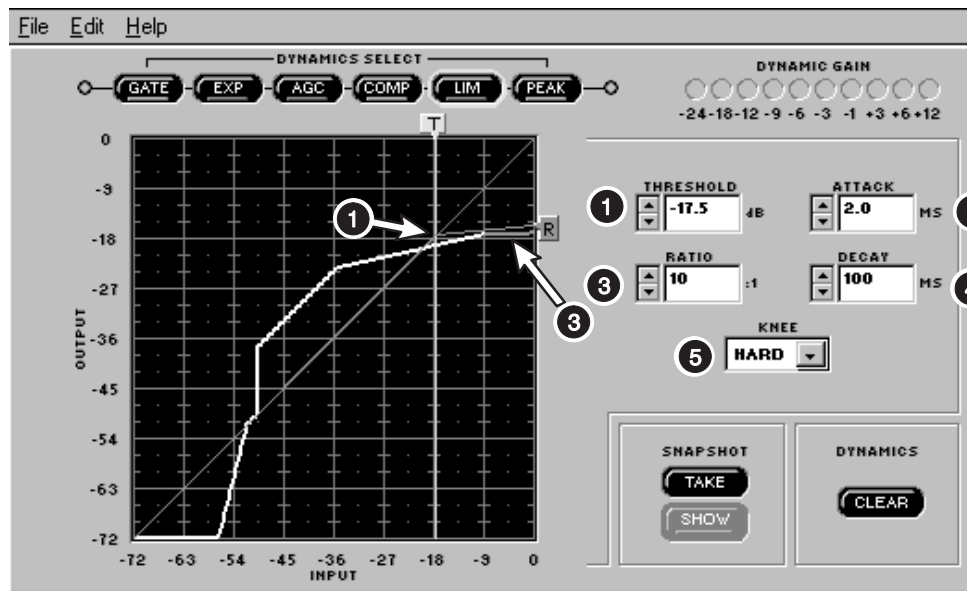 File Edit Help
DYNAMICS SELECT
GATE EXP AGC COMP LIM PEAK
DYNAMIC GAIN
-24 -18 -12 -9 -6 -3 -1 +3 +6 +12
T
0
-9
-18
-27
-36
-45
-54
-63
-72
OUTPUT
-72 -63 -54 -45 -36 -27 -18 -9 0
INPUT
1
R
3
1 THRESHOLD -17.5 dB
ATTACK 2.0 MS
3 RATIO 10 :1
DECAY 100 MS
KNEE
5 HARD
SNAPSHOT
TAKE
SHOW
DYNAMICS
CLEAR